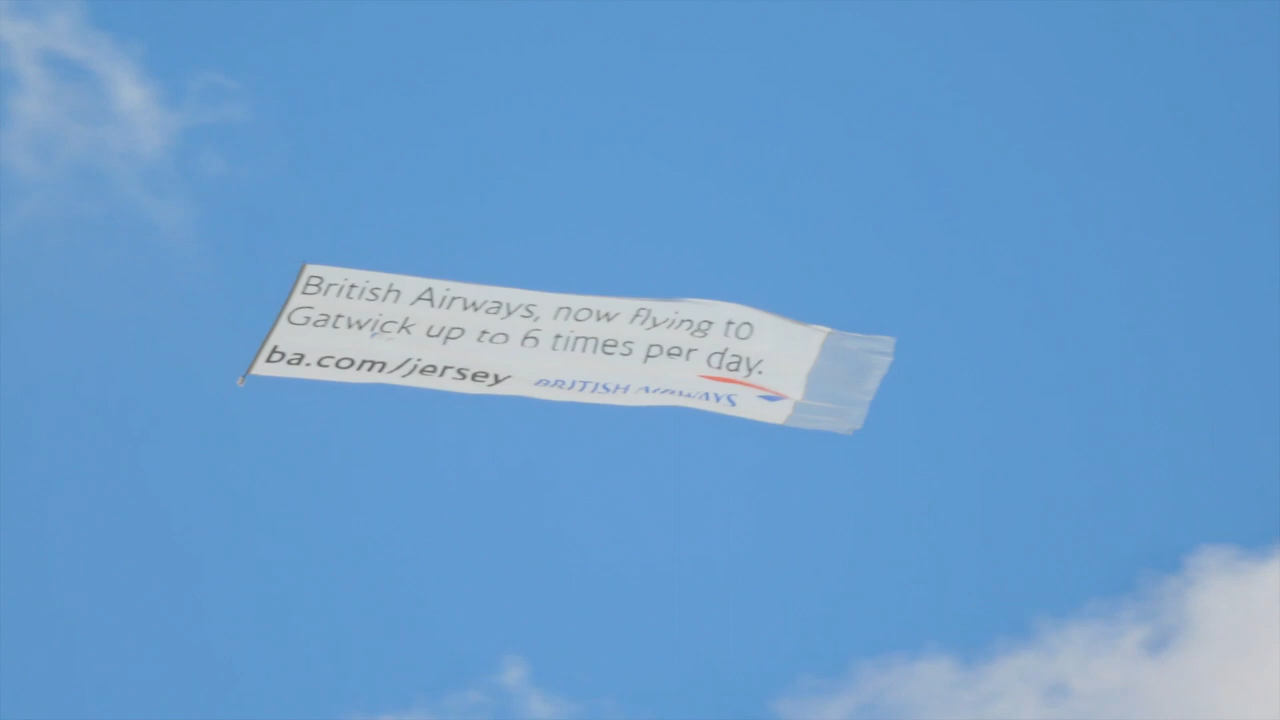 British Airways, now flying to
Gatwick up to 6 times per day.
ba.com/jersey
BRITISH AIRWAYS